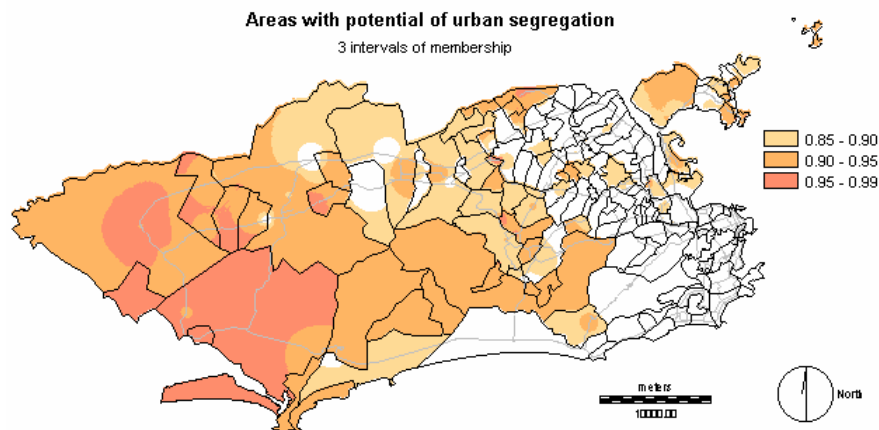 Areas with potential of urban segregation
3 intervals of membership
0.85 - 0.90
0.90 - 0.95
0.95 - 0.99
meters
10000.00
North